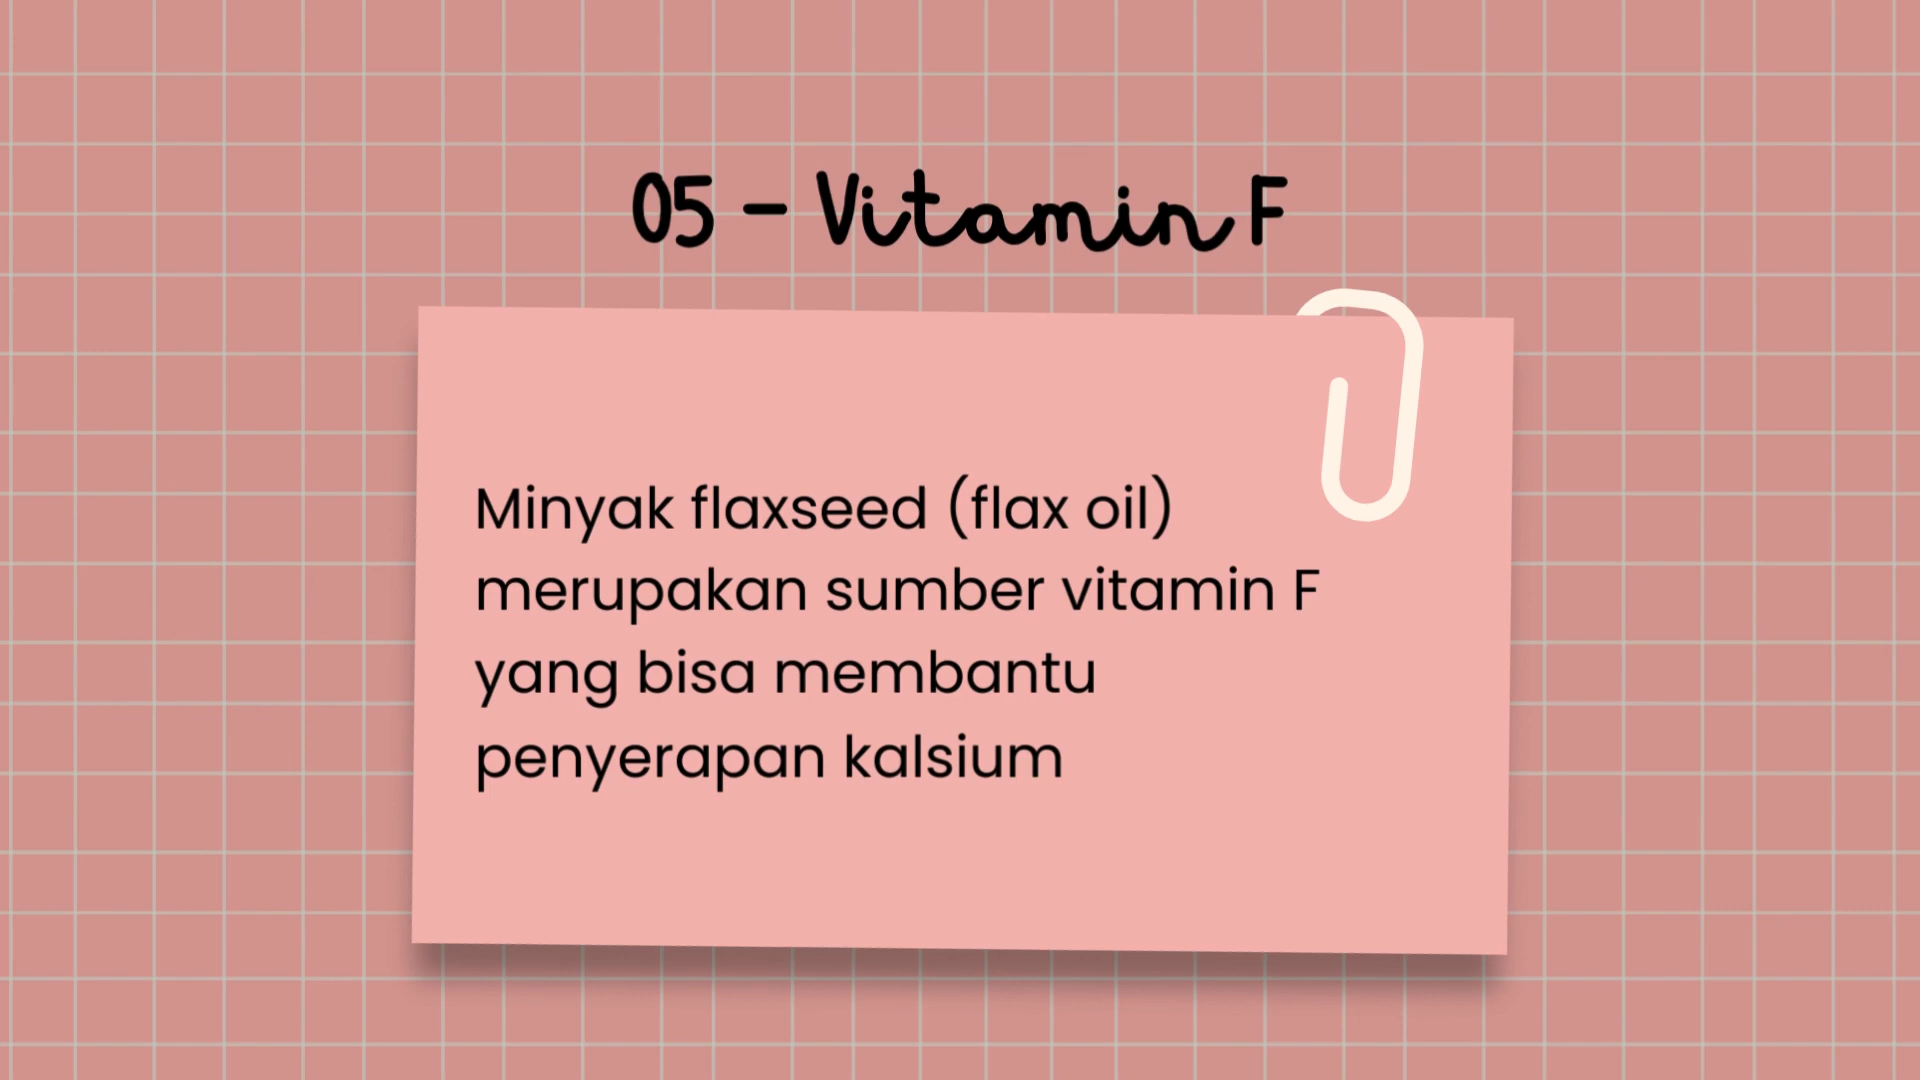 05 - Vitamin F
Minyak flaxseed (flax oil)
merupakan sumber vitamin F
yang bisa membantu
penyerapan kalsium